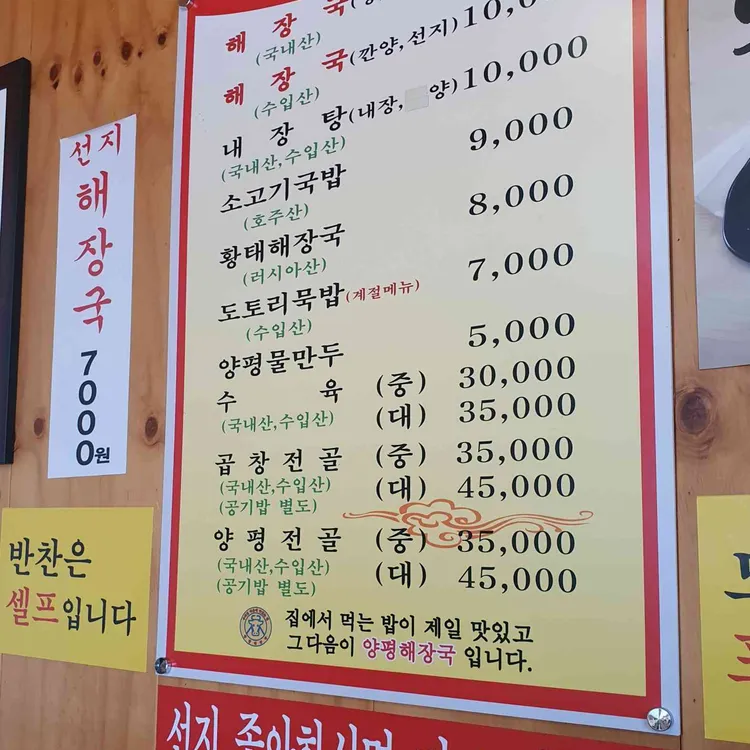 해 장 국
10,0
(국내산)
해 장 국(깐양,선지)
10,000
(수입산)
내 장 탕(내장, 양)
9,000
(국내산,수입산)
소고기국밥
8,000
(호주산)
황태해장국
7,000
(러시아산)
도토리묵밥(계절메뉴)
5,000
(수입산)
양평물만두
수 육 (중) 30,000
(국내산,수입산) (대) 35,000
곱 창 전 골 (중) 35,000
(국내산,수입산) (대) 45,000
(공기밥 별도)
양 평 전 골 (중) 35,000
(국내산,수입산) (대) 45,000
(공기밥 별도)
집에서 먹는 밥이 제일 맛있고
그다음이 양평해장국 입니다.
선지
해장국
7000원
반찬은
셀프입니다
선지